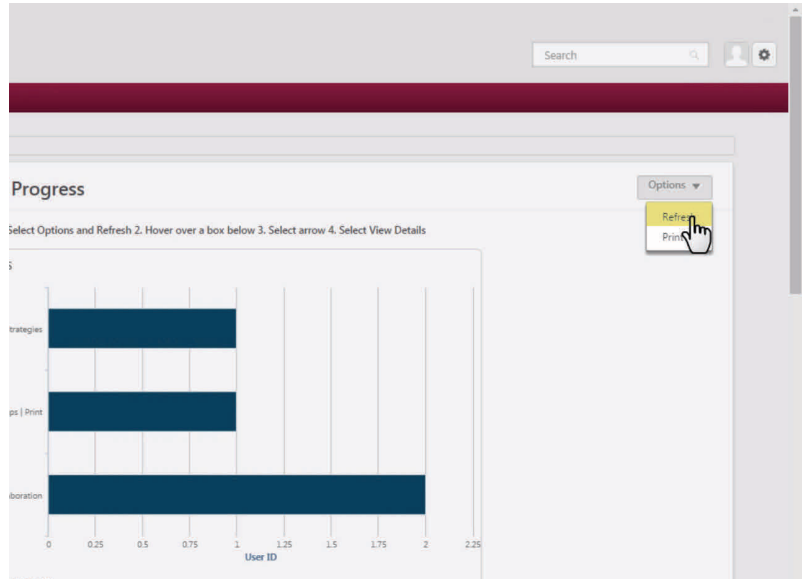 Search
Progress
Options
Select Options and Refresh 2. Hover over a box below 3. Select arrow 4. Select View Details
Refresh
Print
S
trategies
ps | Print
boration
0 0.25 0.5 0.75 1 1.25 1.5 1.75 2 2.25
User ID